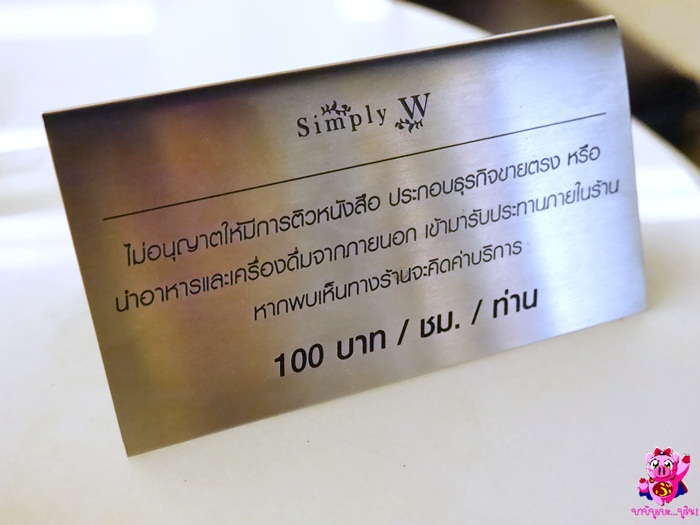 Simply W
ไม่อนุญาตให้มีการติวหนังสือ ประกอบธุรกิจขายตรง หรือ
นำอาหารและเครื่องดื่มจากภายนอก เข้ามารับประทานภายในร้าน
หากพบเห็นทางร้านจะคิดค่าบริการ
100 บาท / ชม. / ท่าน